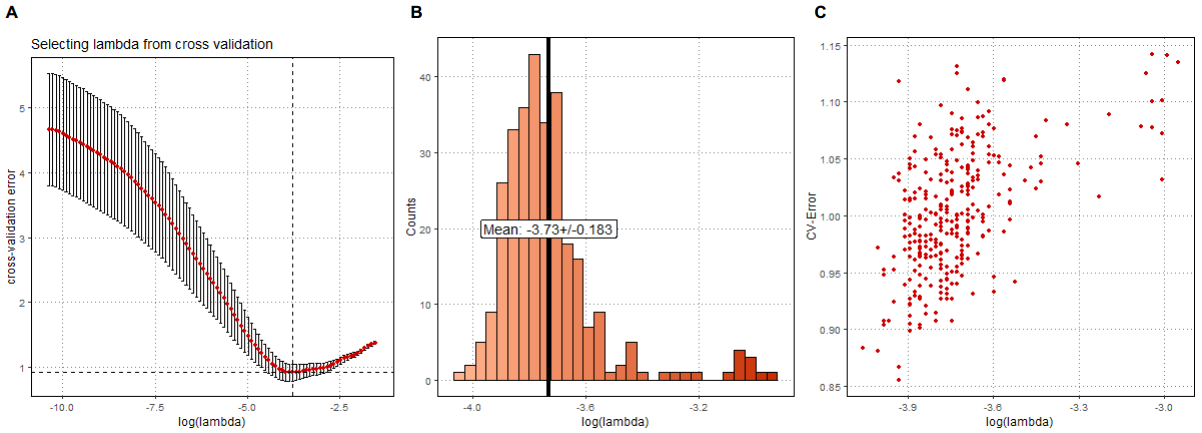 A
Selecting lambda from cross validation
cross-validation error
5
4
3
2
1
-10.0
-7.5
-5.0
-2.5
log(lambda)
B
Counts
40
30
20
10
0
Mean: -3.73+/-0.183
-4.0
-3.6
-3.2
log(lambda)
C
CV-Error
1.15
1.10
1.05
1.00
0.95
0.90
0.85
-3.9
-3.6
-3.3
-3.0
log(lambda)